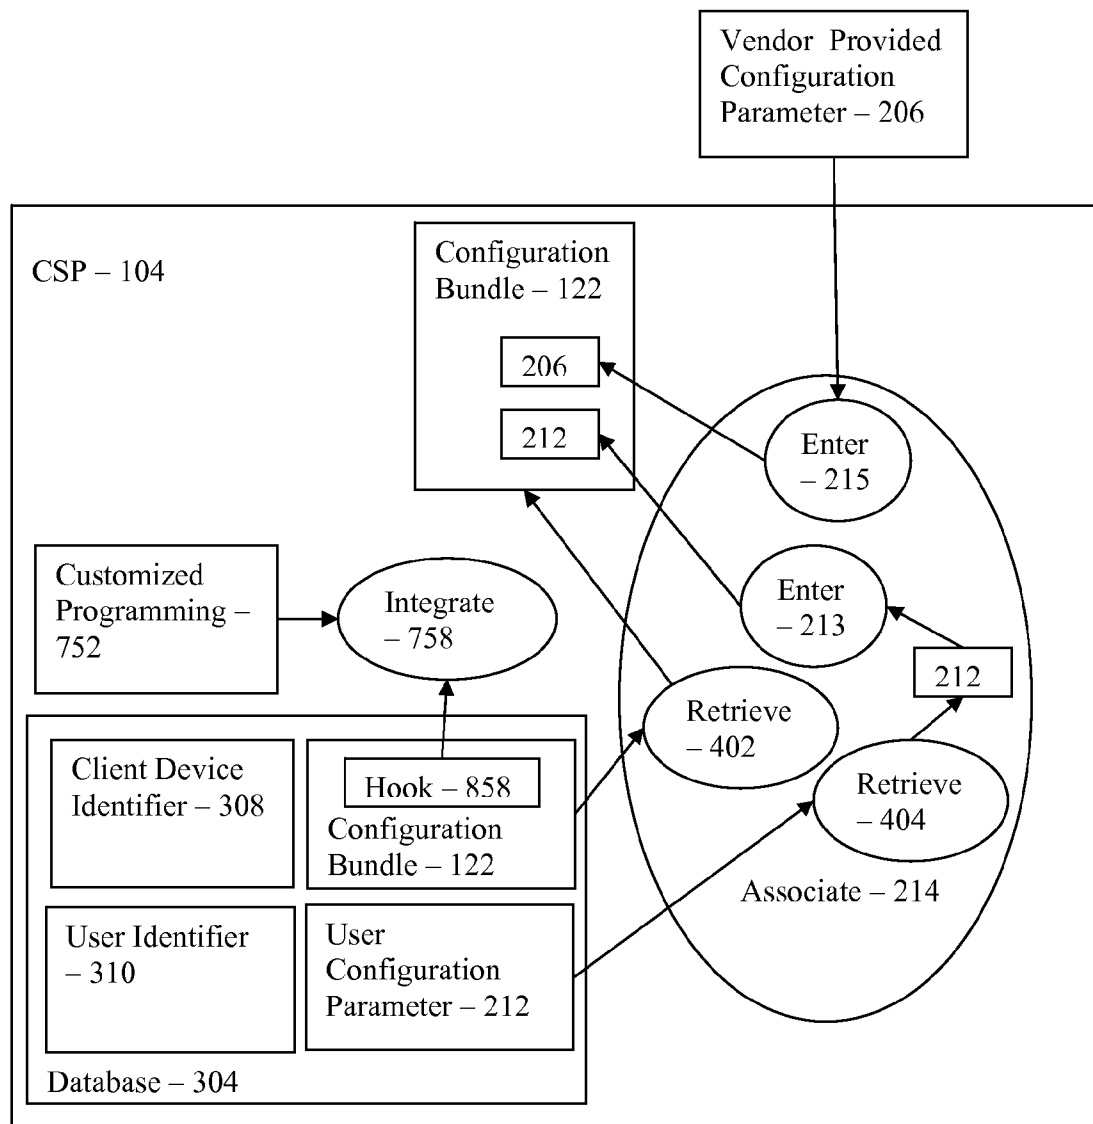 Vendor Provided
Configuration
Parameter – 206
CSP – 104
Configuration
Bundle – 122
206
212
Enter
– 215
Customized
Programming –
752
Integrate
– 758
Enter
– 213
212
Retrieve
– 402
Retrieve
– 404
Associate – 214
Client Device
Identifier – 308
Hook – 858
Configuration
Bundle – 122
User Identifier
– 310
User
Configuration
Parameter – 212
Database – 304